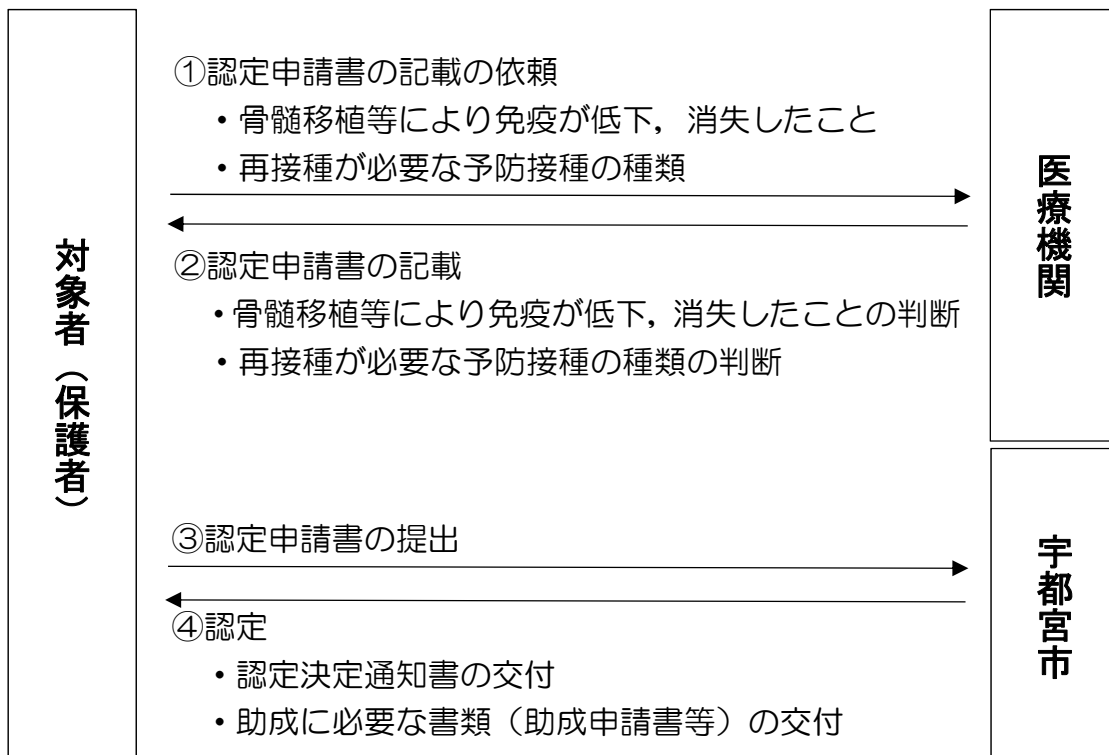 対象者（保護者）
①認定申請書の記載の依頼
・骨髄移植等により免疫が低下，消失したこと
・再接種が必要な予防接種の種類
②認定申請書の記載
・骨髄移植等により免疫が低下，消失したことの判断
・再接種が必要な予防接種の種類の判断
医療機関
③認定申請書の提出
④認定
・認定決定通知書の交付
・助成に必要な書類（助成申請書等）の交付
宇都宮市